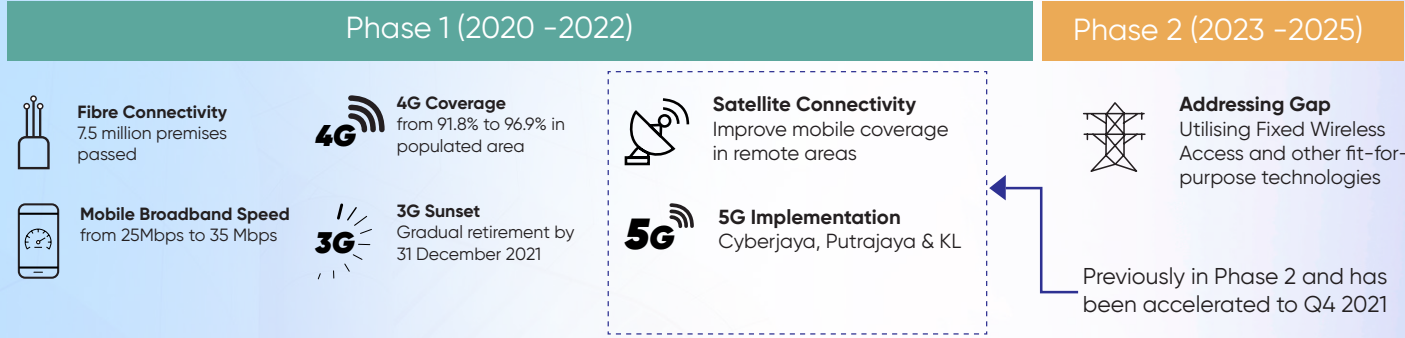 Phase 1 (2020 -2022)
Phase 2 (2023 -2025)
Fibre Connectivity
7.5 million premises
passed
Mobile Broadband Speed
from 25Mbps to 35 Mbps
4G
4G Coverage
from 91.8% to 96.9% in
populated area
3G
3G Sunset
Gradual retirement by
31 December 2021
Satellite Connectivity
Improve mobile coverage
in remote areas
5G
5G Implementation
Cyberjaya, Putrajaya & KL
Addressing Gap
Utilising Fixed Wireless
Access and other fit-for-
purpose technologies
Previously in Phase 2 and has
been accelerated to Q4 2021